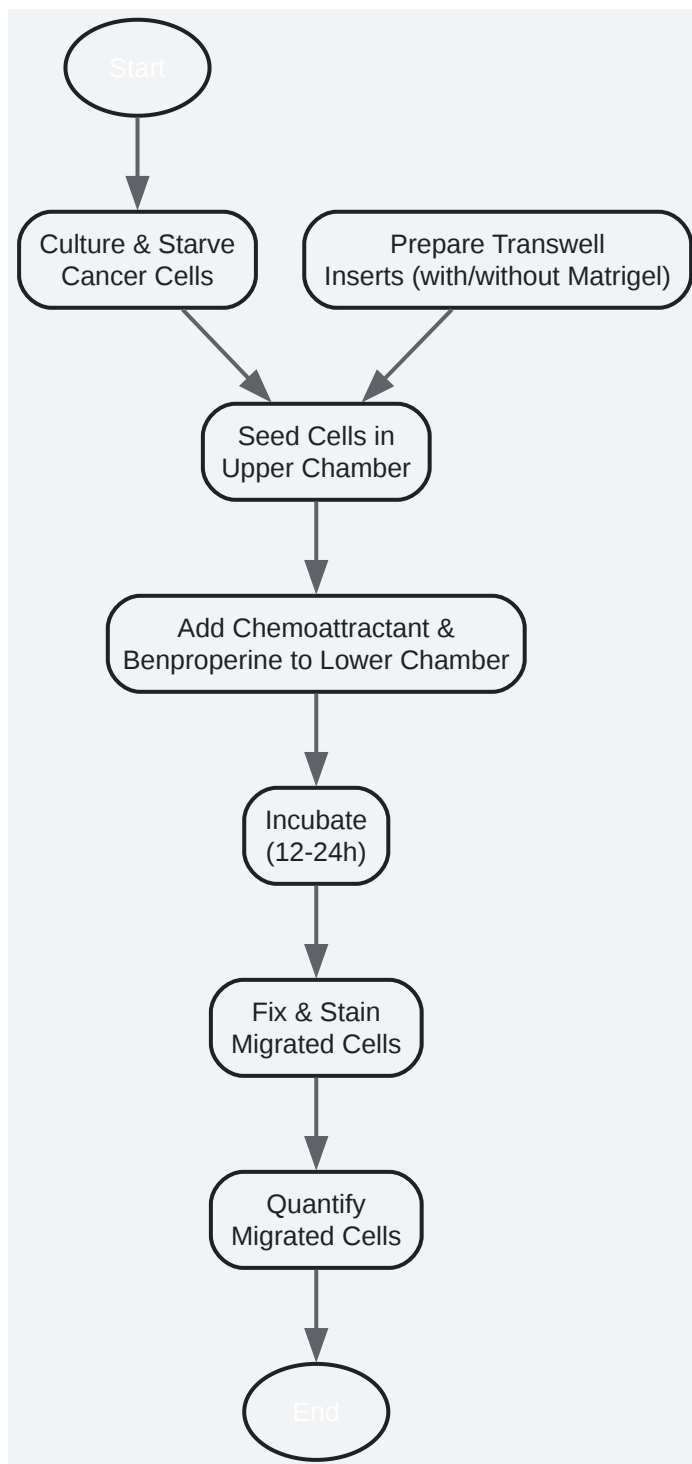 Start
Culture & Starve
Cancer Cells
Prepare Transwell
Inserts (with/without Matrigel)
Seed Cells in
Upper Chamber
Add Chemoattractant &
Benproperine to Lower Chamber
Incubate
(12-24h)
Fix & Stain
Migrated Cells
Quantify
Migrated Cells
End